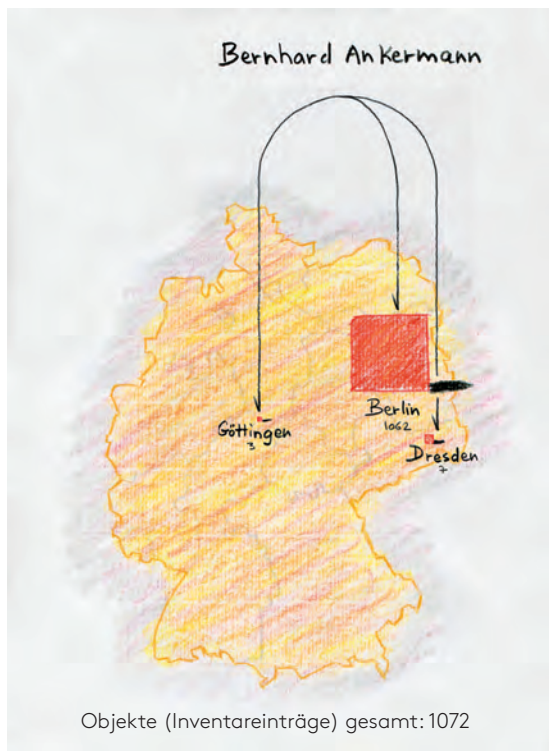 Bernhard Ankermann
Berlin
1062
Göttingen
3
Dresden
7
Objekte (Inventareinträge) gesamt: 1072